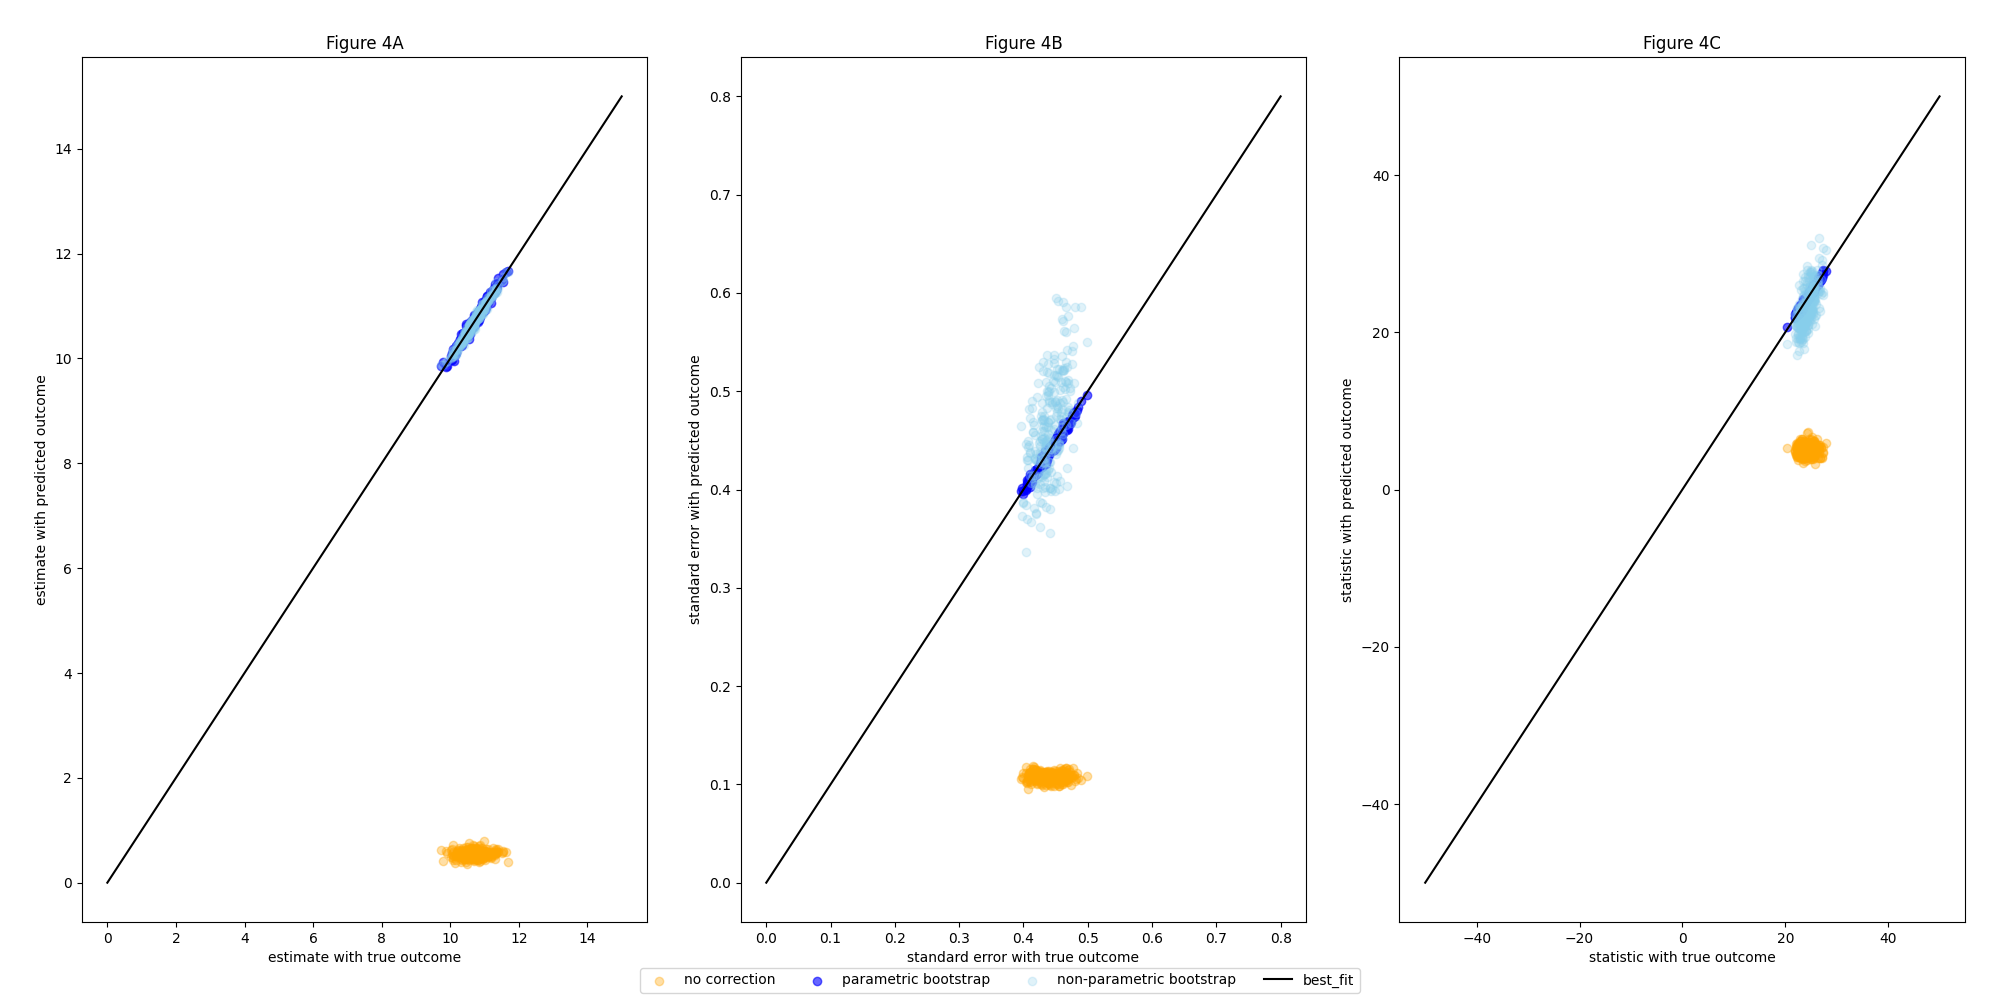 Figure 4A
14
12
10
8
6
4
2
0
estimate with predicted outcome
0 2 4 6 8 10 12 14
estimate with true outcome
Figure 4B
0.8
0.7
0.6
0.5
0.4
0.3
0.2
0.1
0.0
standard error with predicted outcome
0.0 0.1 0.2 0.3 0.4 0.5 0.6 0.7 0.8
standard error with true outcome
Figure 4C
40
20
0
−20
−40
statistic with predicted outcome
−40 −20 0 20 40
statistic with true outcome
no correction parametric bootstrap non-parametric bootstrap best_fit